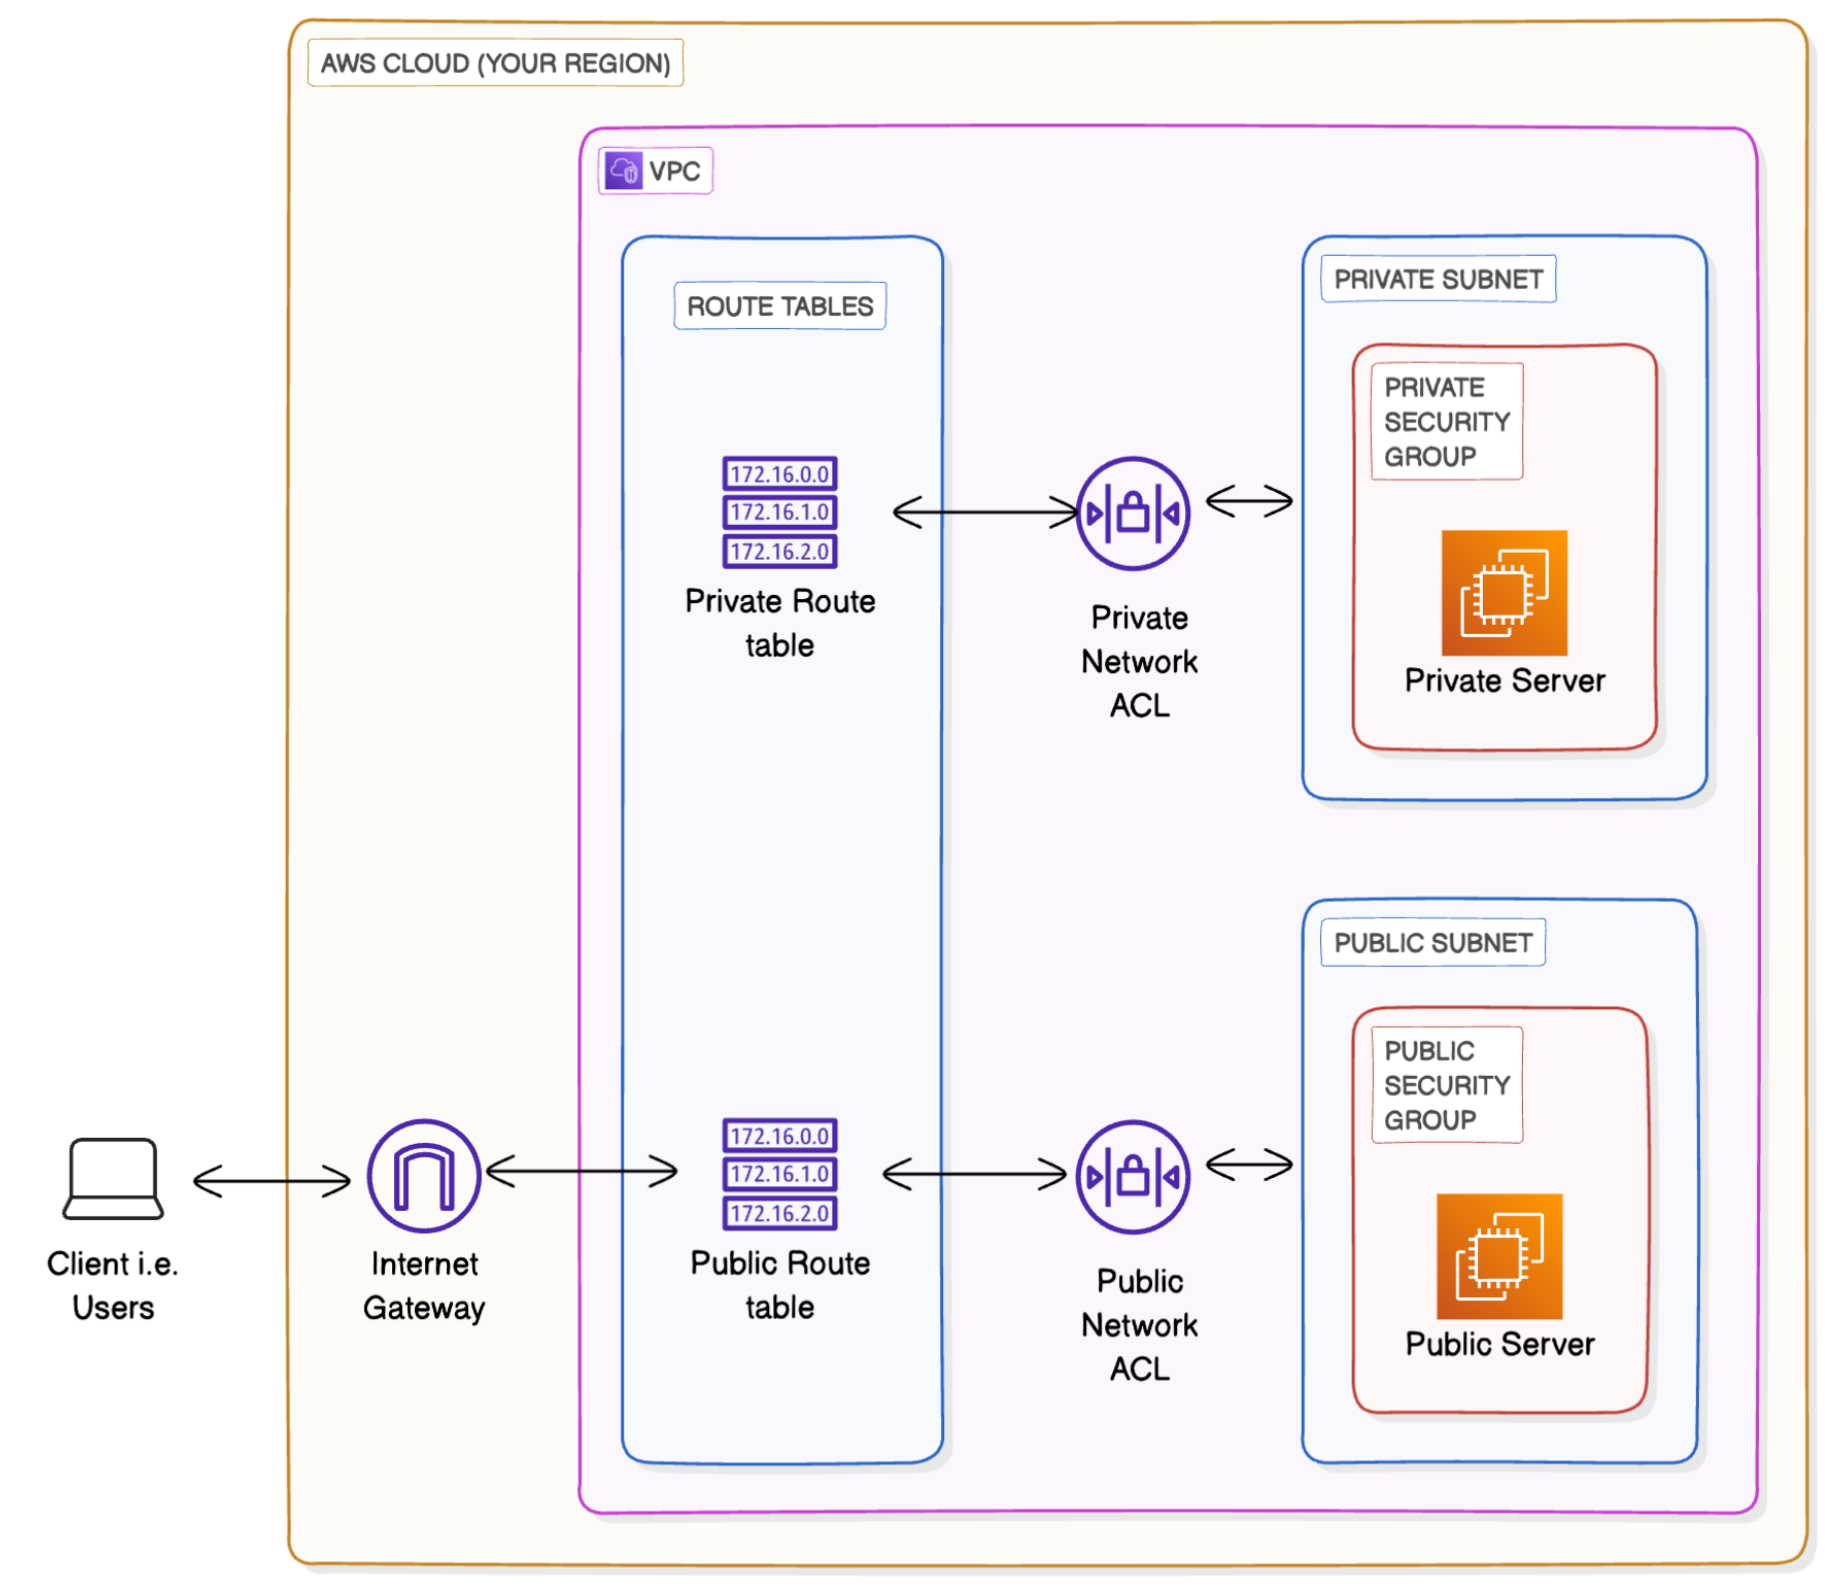 AWS CLOUD (YOUR REGION)
VPC
ROUTE TABLES
172.16.0.0
172.16.1.0
172.16.2.0
Private Route
table
Private
Network
ACL
PRIVATE SUBNET
PRIVATE
SECURITY
GROUP
Private Server
Client i.e.
Users
Internet
Gateway
172.16.0.0
172.16.1.0
172.16.2.0
Public Route
table
Public
Network
ACL
PUBLIC SUBNET
PUBLIC
SECURITY
GROUP
Public Server